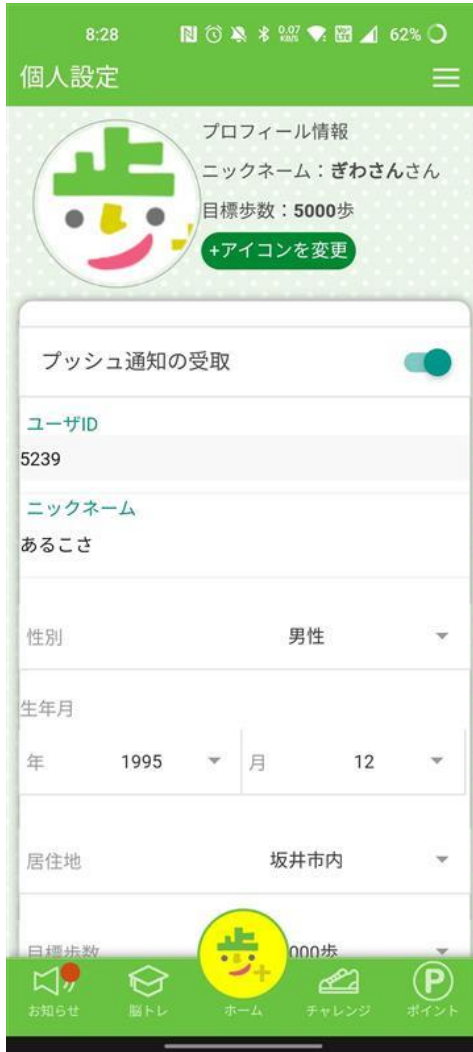 8:28 0.07 KB/S 62%
個人設定
プロフィール情報
ニックネーム：ぎわさんさん
目標歩数：5000歩
+アイコンを変更
プッシュ通知の受取
ユーザID
5239
ニックネーム
あるこさ
性別 男性
生年月
年 1995 月 12
居住地 坂井市内
目標歩数 000歩
お知らせ 脳トレ ホーム チャレンジ ポイント